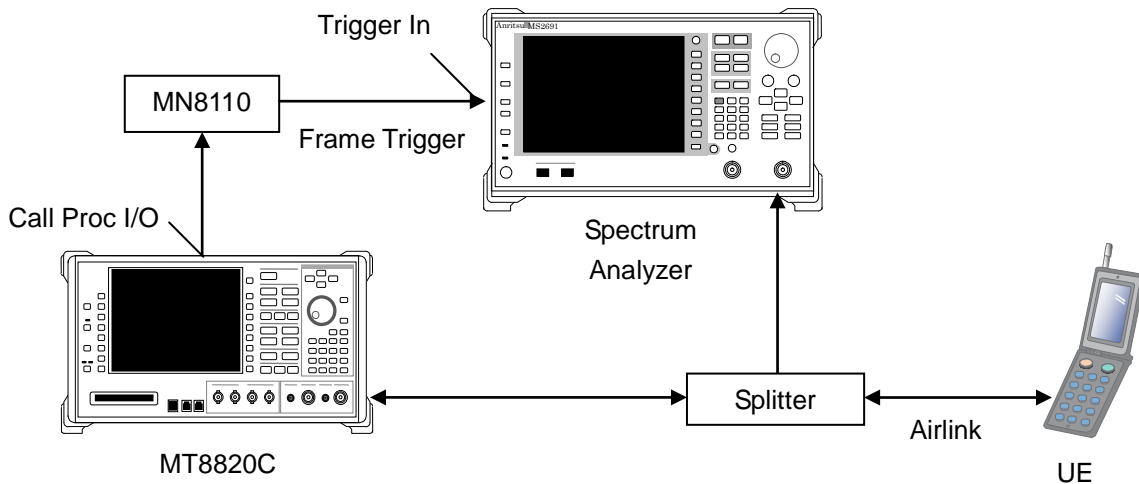 Trigger In
Anritsu MS2691
MN8110
Frame Trigger
Call Proc I/O
Spectrum
Analyzer
Splitter
Airlink
MT8820C
UE